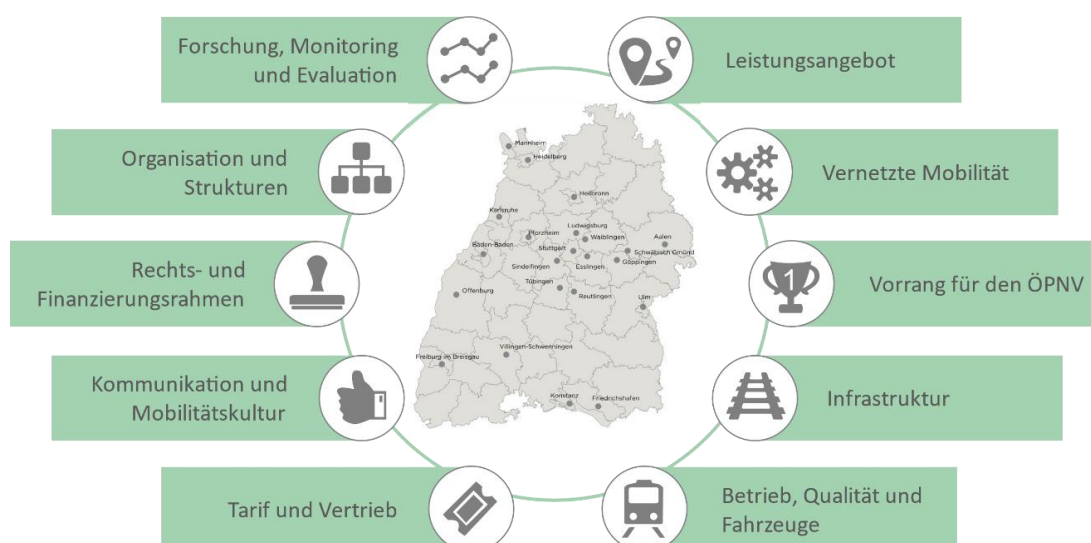 Forschung, Monitoring
und Evaluation
Leistungsangebot
Organisation und
Strukturen
Vernetzte Mobilität
Rechts- und
Finanzierungsrahmen
1
Vorrang für den ÖPNV
Kommunikation und
Mobilitätskultur
Infrastruktur
Tarif und Vertrieb
Betrieb, Qualität und
Fahrzeuge
Mannheim
Heidelberg
Heilbronn
Karlsruhe
Pforzheim
Ludwigsburg
Waiblingen
Aalen
Baden-Baden
Stuttgart
Schwäbisch Gmünd
Sindelfingen
Esslingen
Göppingen
Tübingen
Reutlingen
Offenburg
Ulm
Villingen-Schwenningen
Freiburg im Breisgau
Konstanz
Friedrichshafen